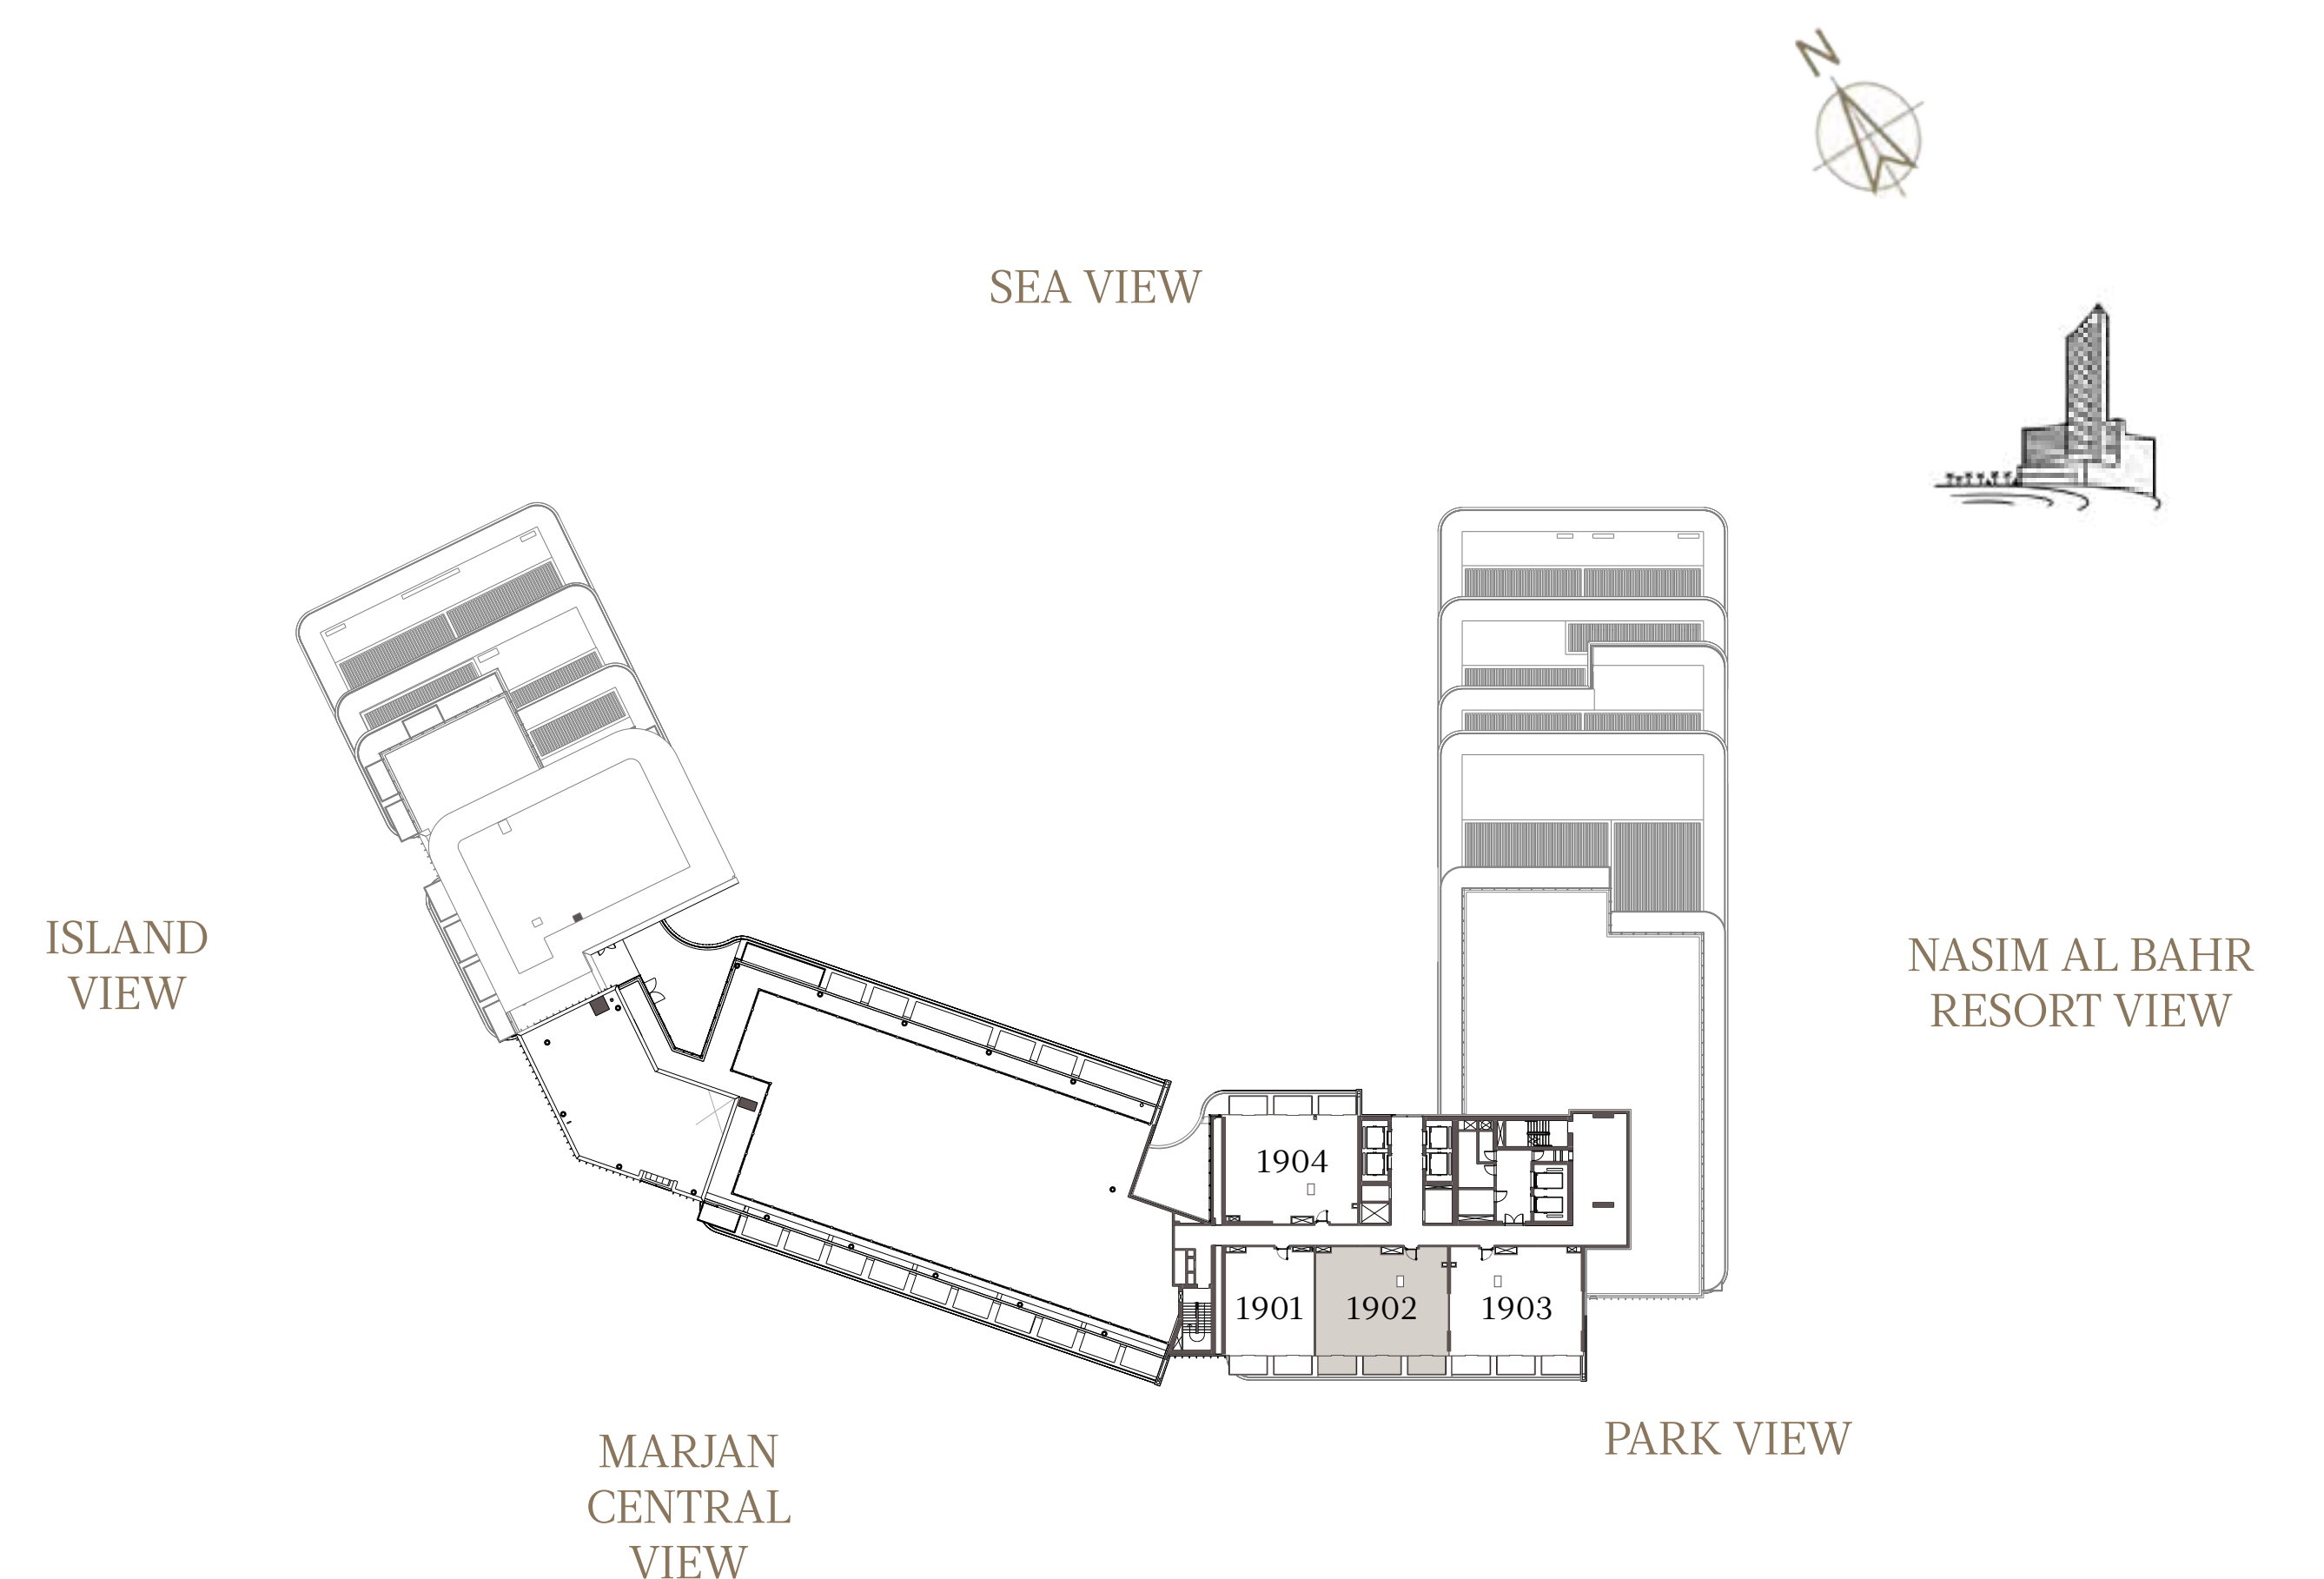 N
SEA VIEW
ISLAND
VIEW
NASIM AL BAHR
RESORT VIEW
1904
1901
1902
1903
PARK VIEW
MARJAN
CENTRAL
VIEW